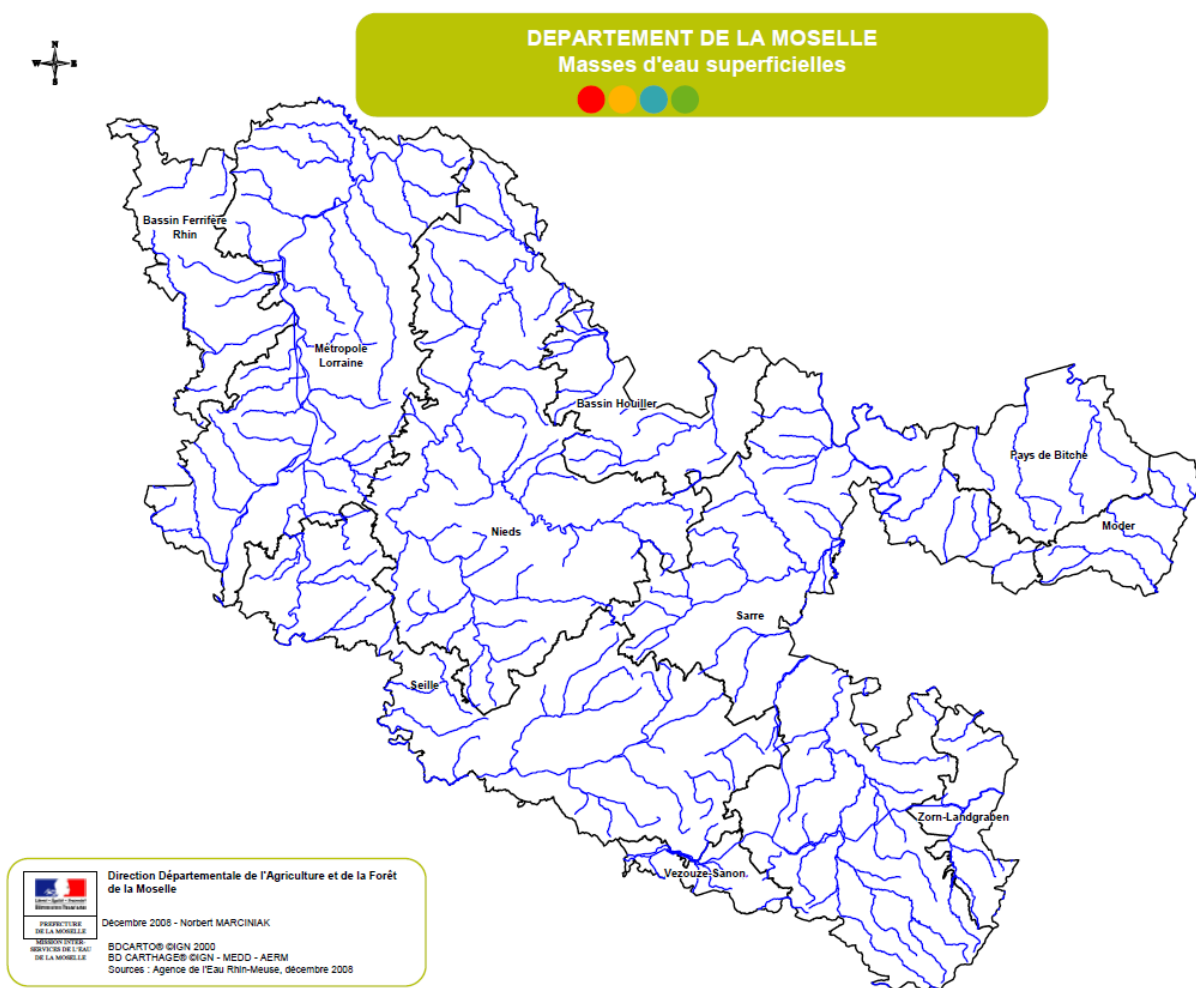 DEPARTEMENT DE LA MOSELLE
Masses d'eau superficielles
N
W E
S
Bassin Ferrifère
Rhin
Métropole
Lorraine
Bassin Houiller
Pays de Bitche
Moder
Nieds
Sarre
Seille
Zorn-Landgraben
Vezouze-Sanon
Direction Départementale de l'Agriculture et de la Forêt
de la Moselle
PREFECTURE
DE LA MOSELLE
MISSION INTER-
SERVICES DE L'EAU
DE LA MOSELLE
Décembre 2008 - Norbert MARCINIAK
BDCARTO® ©IGN 2000
BD CARTHAGE® ©IGN - MEDD - AERM
Sources : Agence de l'Eau Rhin-Meuse, décembre 2008